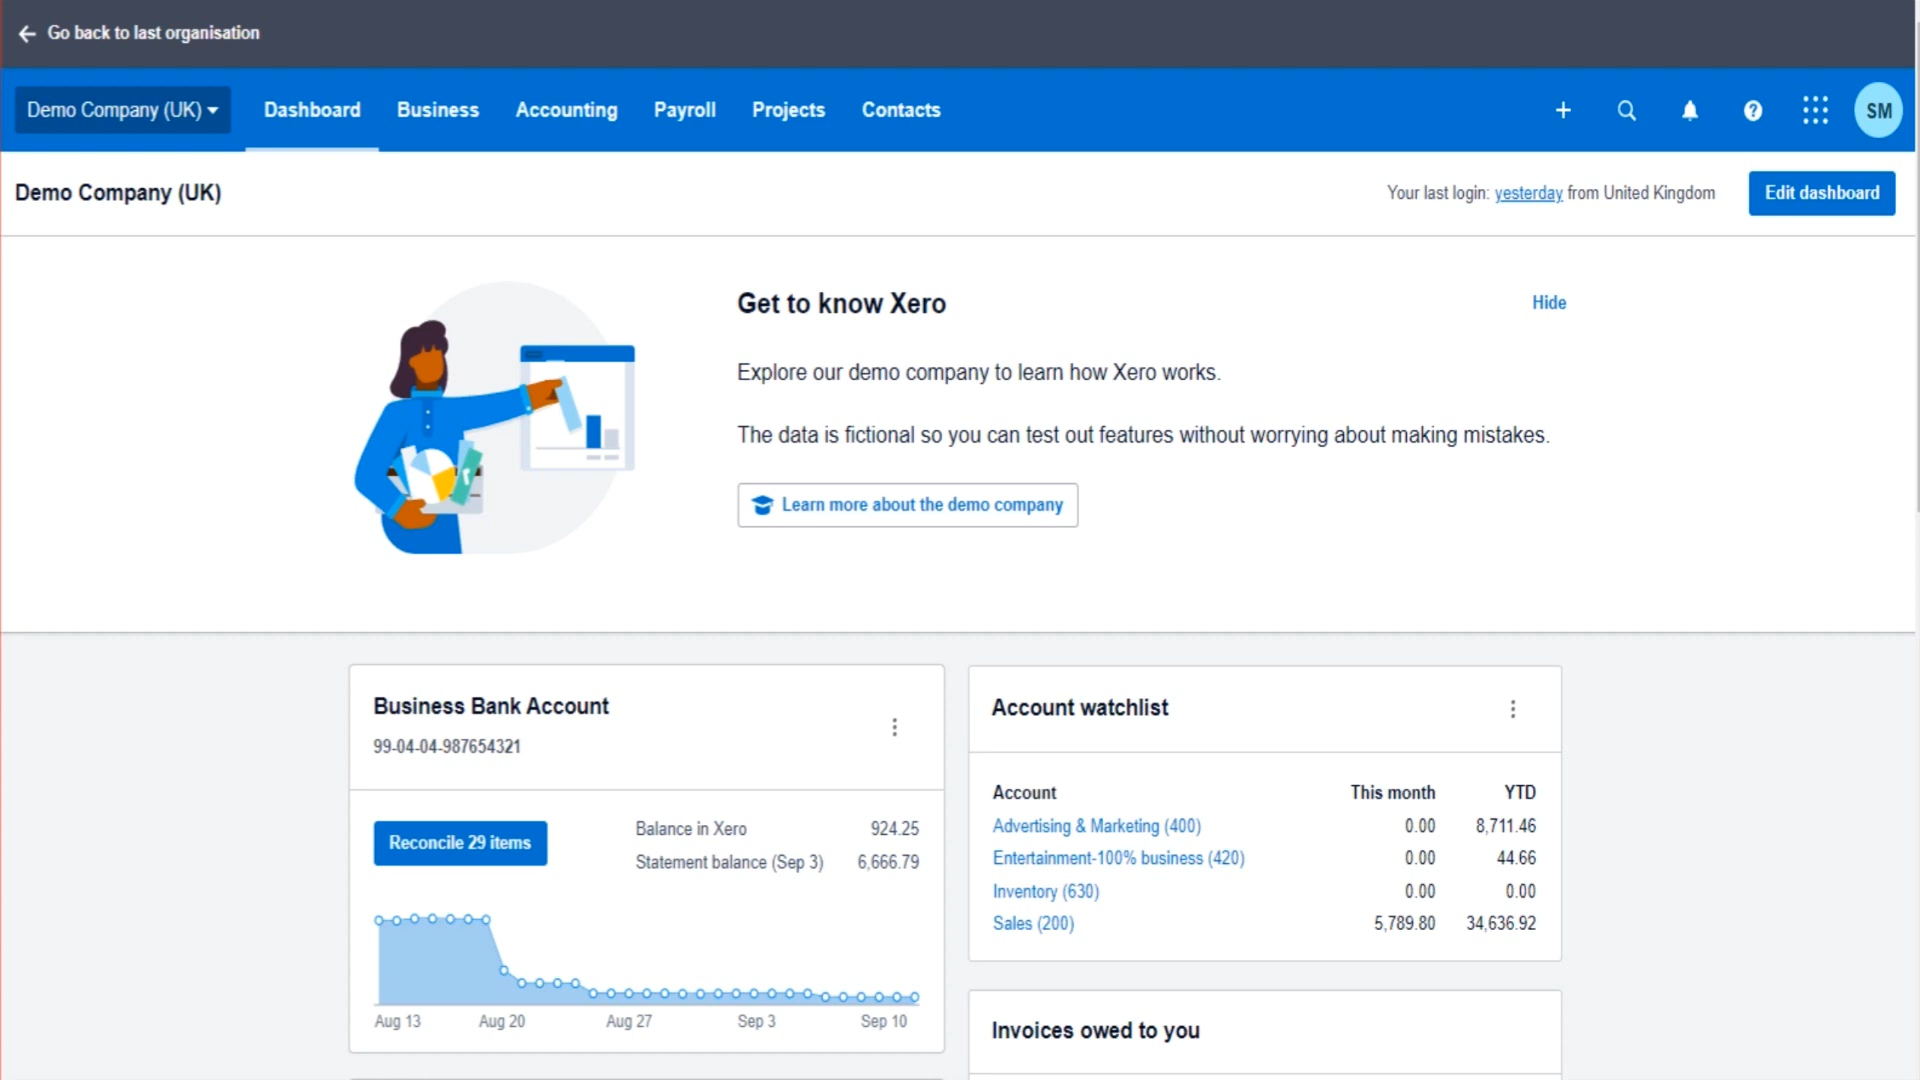 Go back to last organisation
Demo Company (UK) Dashboard Business Accounting Payroll Projects Contacts SM
Demo Company (UK)
Your last login: yesterday from United Kingdom
Edit dashboard
Get to know Xero
Hide
Explore our demo company to learn how Xero works.
The data is fictional so you can test out features without worrying about making mistakes.
Learn more about the demo company
Business Bank Account
99-04-04-987654321
Reconcile 29 items
Balance in Xero 924.25
Statement balance (Sep 3) 6,666.79
Aug 13 Aug 20 Aug 27 Sep 3 Sep 10
Account watchlist
Account This month YTD
Advertising & Marketing (400) 0.00 8,711.46
Entertainment-100% business (420) 0.00 44.66
Inventory (630) 0.00 0.00
Sales (200) 5,789.80 34,636.92
Invoices owed to you